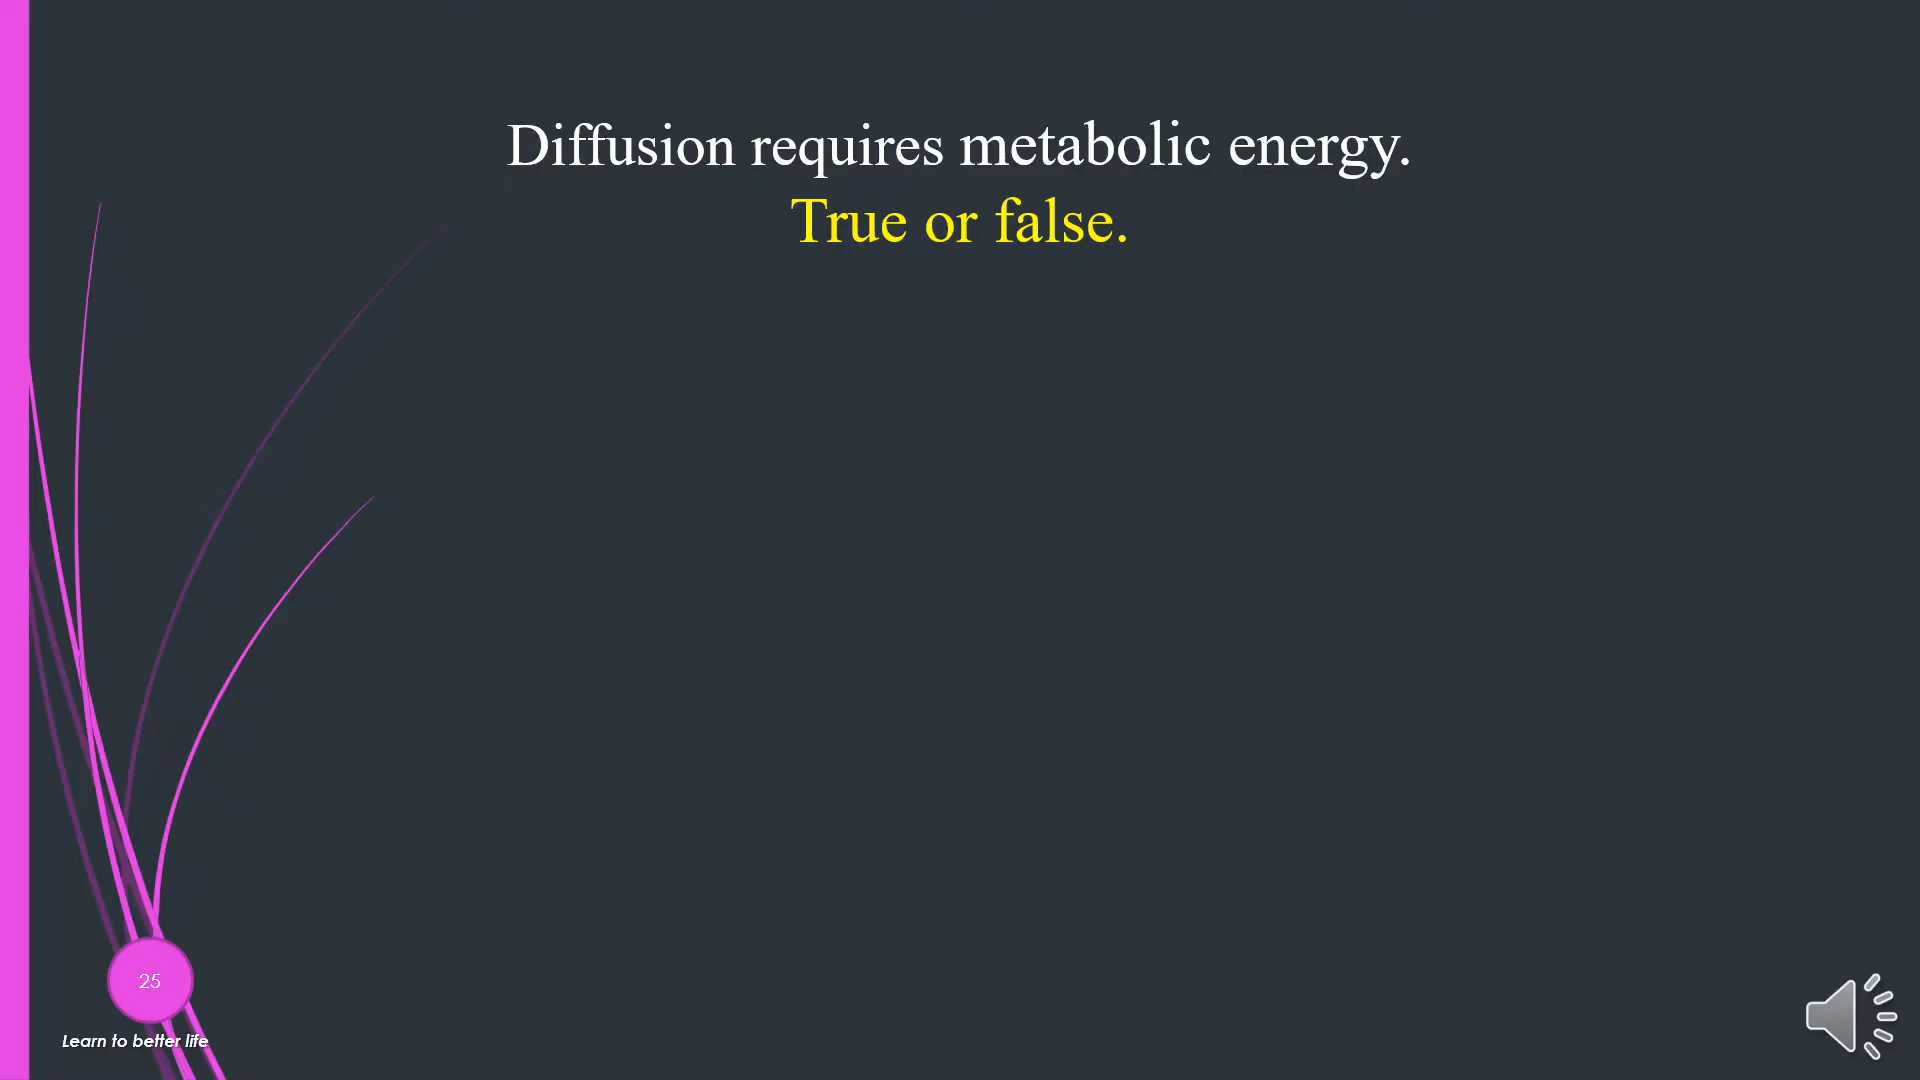 Diffusion requires metabolic energy.
True or false.
25
Learn to better life